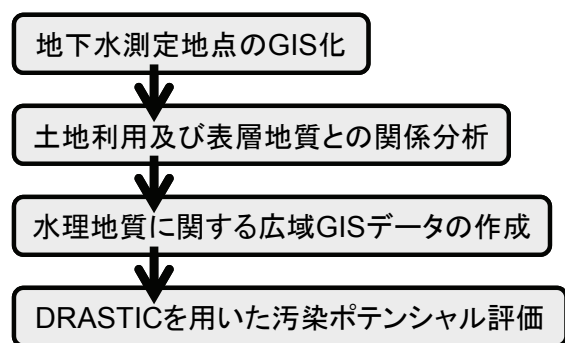 地下水測定地点のGIS化
土地利用及び表層地質との関係分析
水理地質に関する広域GISデータの作成
DRASTICを用いた汚染ポテンシャル評価